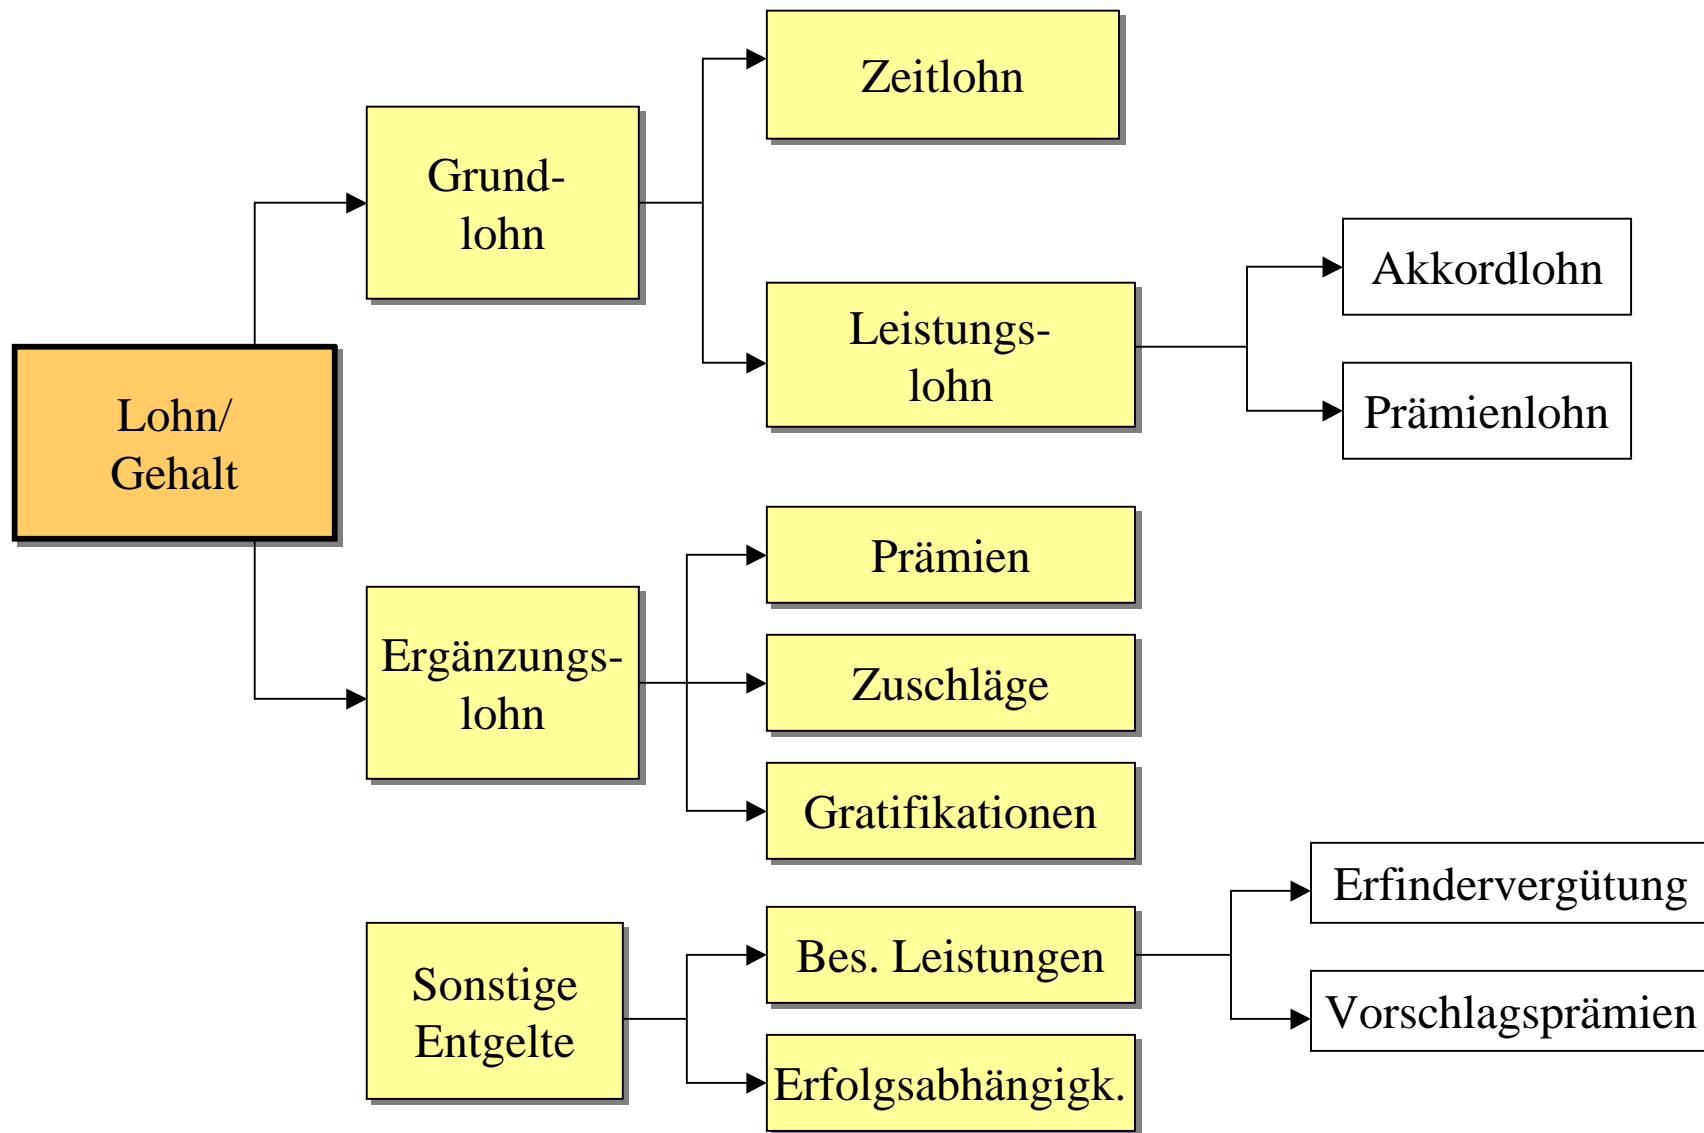 Lohn/
Gehalt
Grund-
lohn
Zeitlohn
Leistungs-
lohn
Akkordlohn
Prämienlohn
Ergänzungs-
lohn
Prämien
Zuschläge
Gratifikationen
Sonstige
Entgelte
Bes. Leistungen
Erfindervergütung
Vorschlagsprämien
Erfolgsabhängigk.